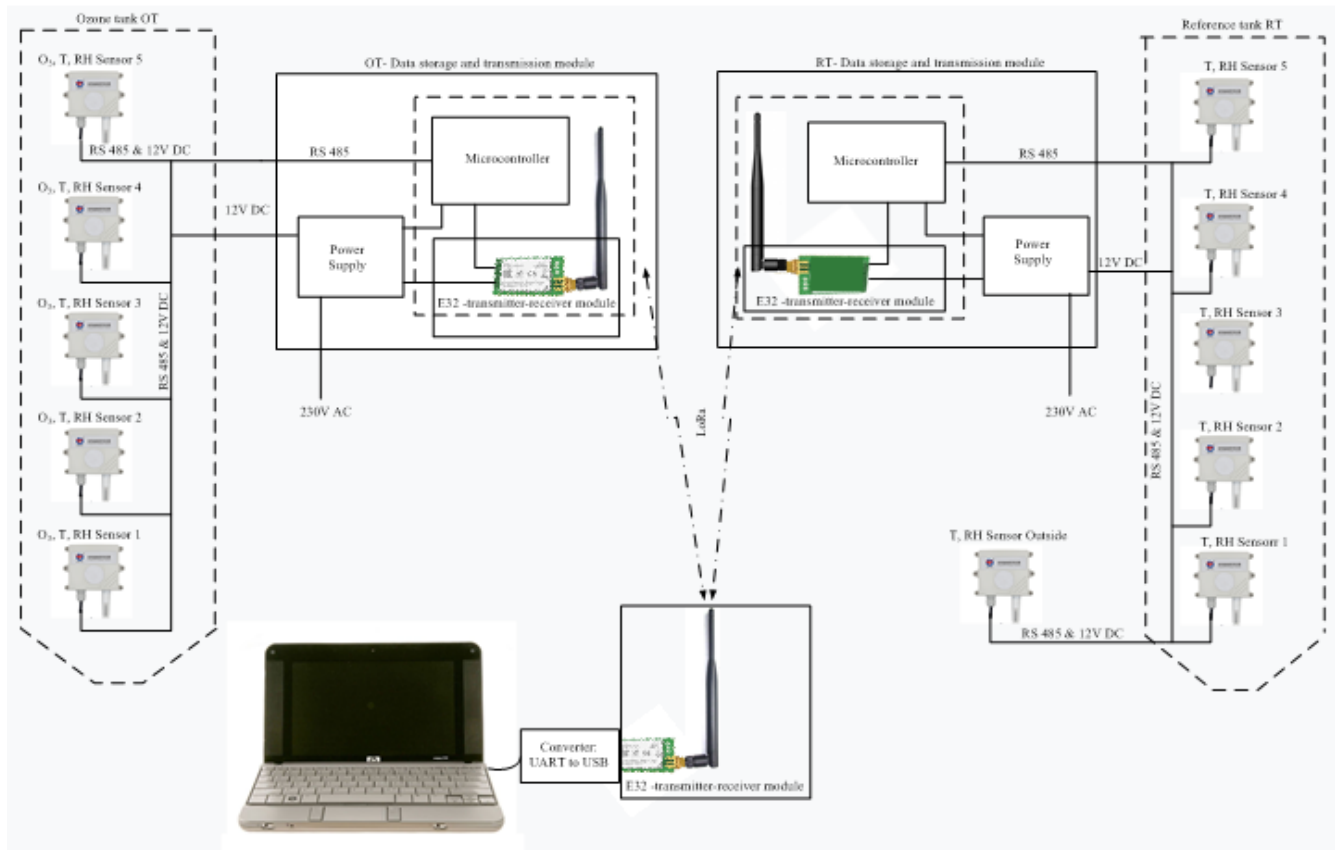 Ozone tank OT
O₃, T, RH Sensor 5
RS 485 & 12V DC
O₃, T, RH Sensor 4
O₃, T, RH Sensor 3
RS 485 & 12V DC
O₃, T, RH Sensor 2
O₃, T, RH Sensor 1
12V DC
OT- Data storage and transmission module
RS 485
Microcontroller
Power
Supply
E32 -transmitter-receiver module
230V AC
LoRa
RT- Data storage and transmission module
Microcontroller
RS 485
Power
Supply
E32 -transmitter-receiver module
12V DC
230V AC
Reference tank RT
T, RH Sensor 5
T, RH Sensor 4
T, RH Sensor 3
T, RH Sensor 2
RS 485 & 12V DC
T, RH Sensorr 1
T, RH Sensor Outside
RS 485 & 12V DC
Converter:
UART to USB
E32 -transmitter-receiver module